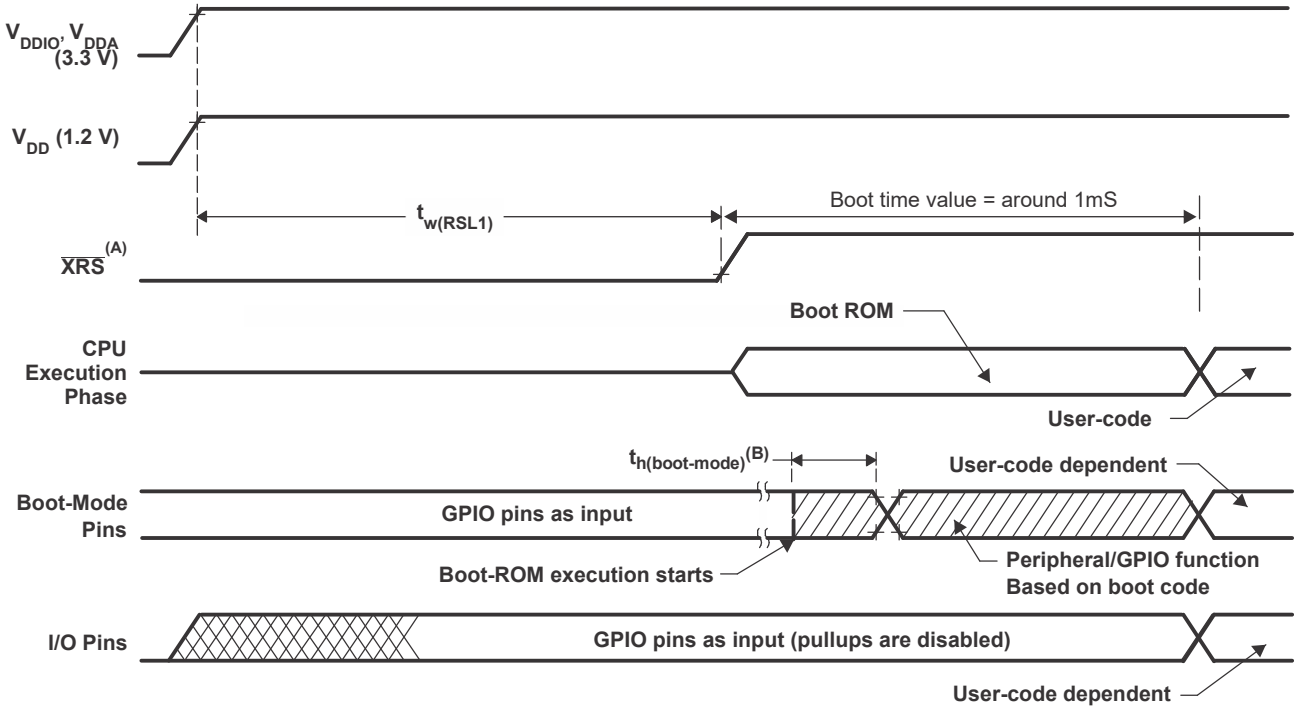 VDDIO, VDDA
(3.3 V)
VDD (1.2 V)
tw(RSL1)
Boot time value = around 1mS
XRS(A)
Boot ROM
CPU
Execution
Phase
User-code
th(boot-mode)(B)
User-code dependent
Boot-Mode
Pins
GPIO pins as input
Boot-ROM execution starts
Peripheral/GPIO function
Based on boot code
I/O Pins
GPIO pins as input (pullups are disabled)
User-code dependent